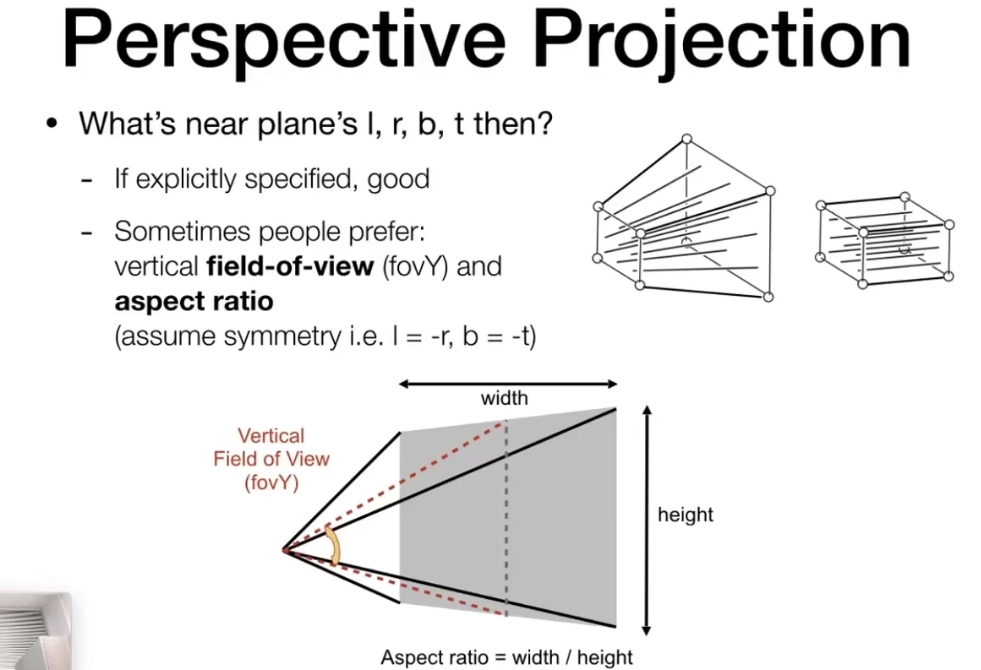 Perspective Projection
• What's near plane's l, r, b, t then?
- If explicitly specified, good
- Sometimes people prefer:
vertical field-of-view (fovY) and
aspect ratio
(assume symmetry i.e. l = -r, b = -t)
width
Vertical
Field of View
(fovY)
height
Aspect ratio = width / height